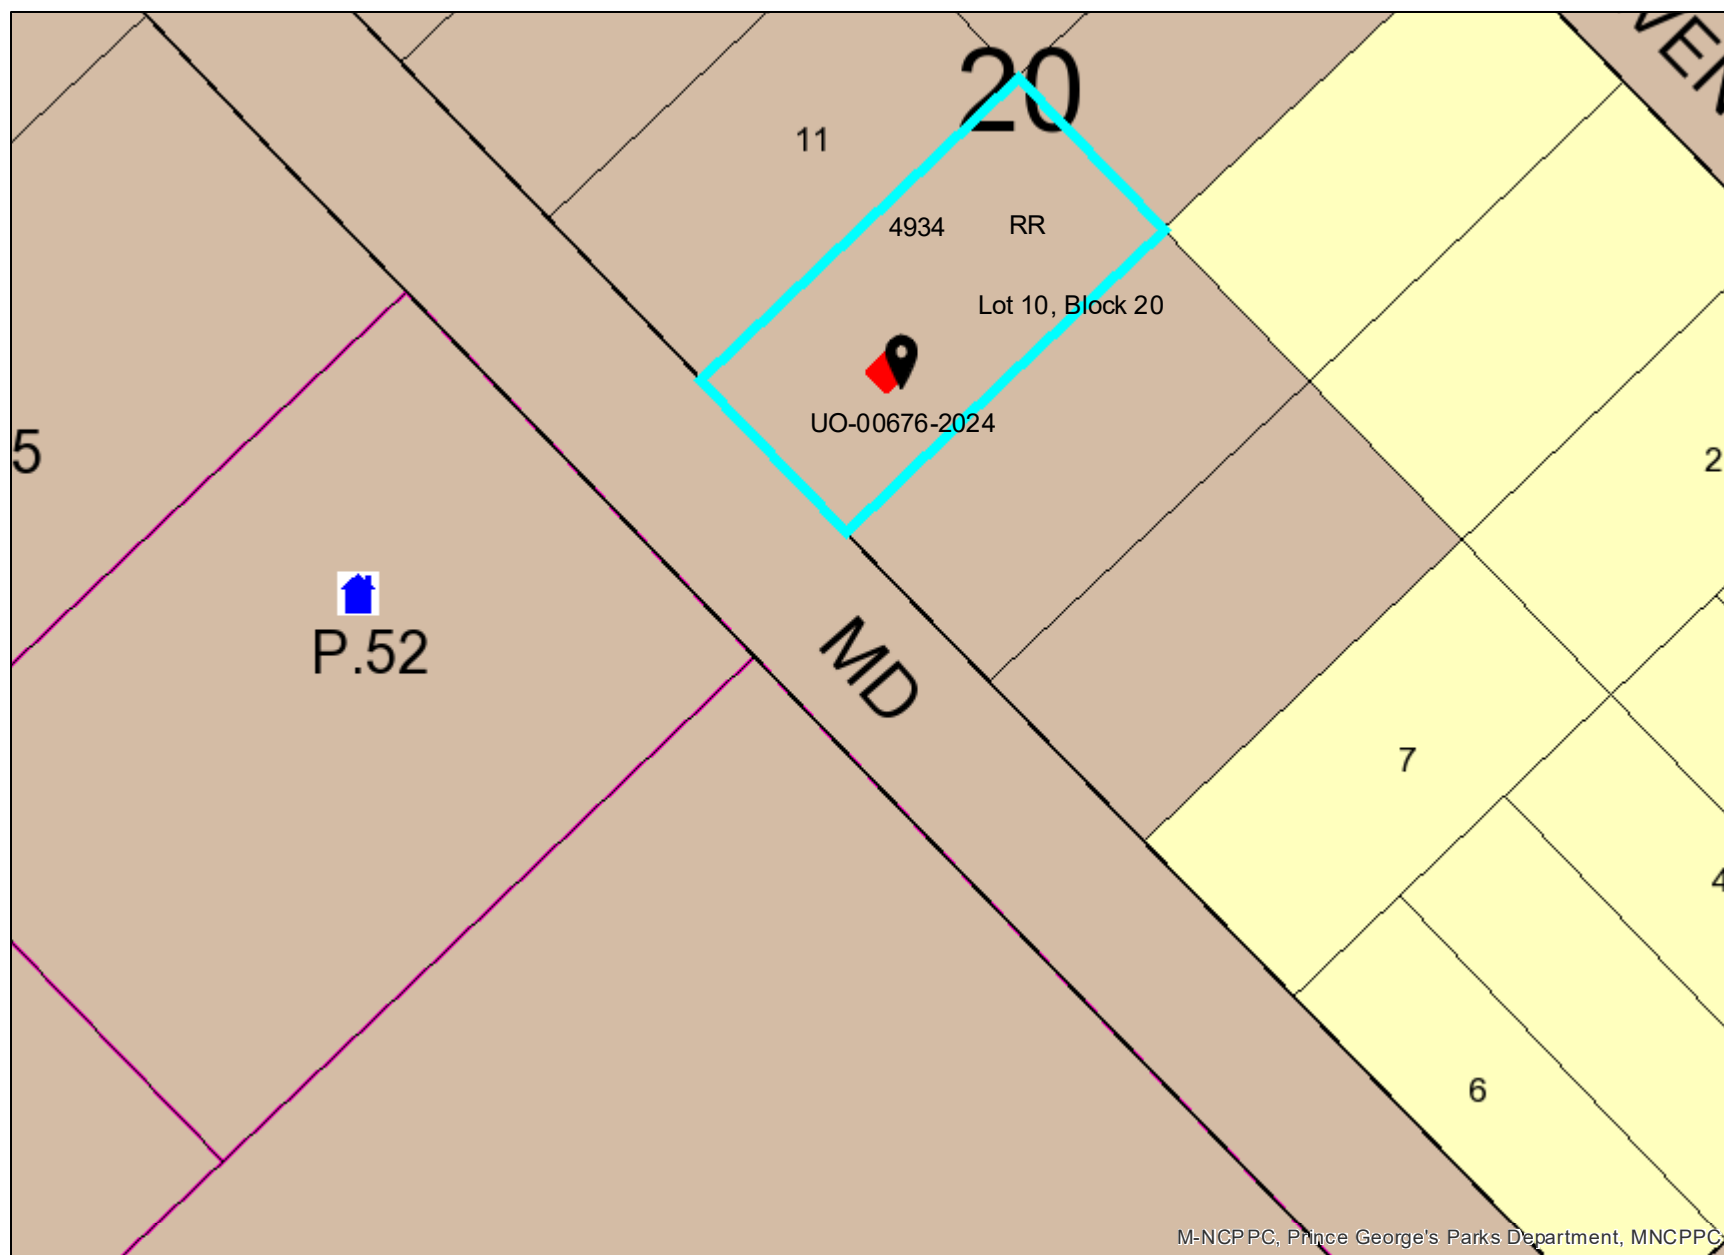 VEN
20
11
4934
RR
Lot 10, Block 20
UO-00676-2024
5
2
P.52
MD
7
4
6
M-NCPPC, Prince George's Parks Department, MNCPPC